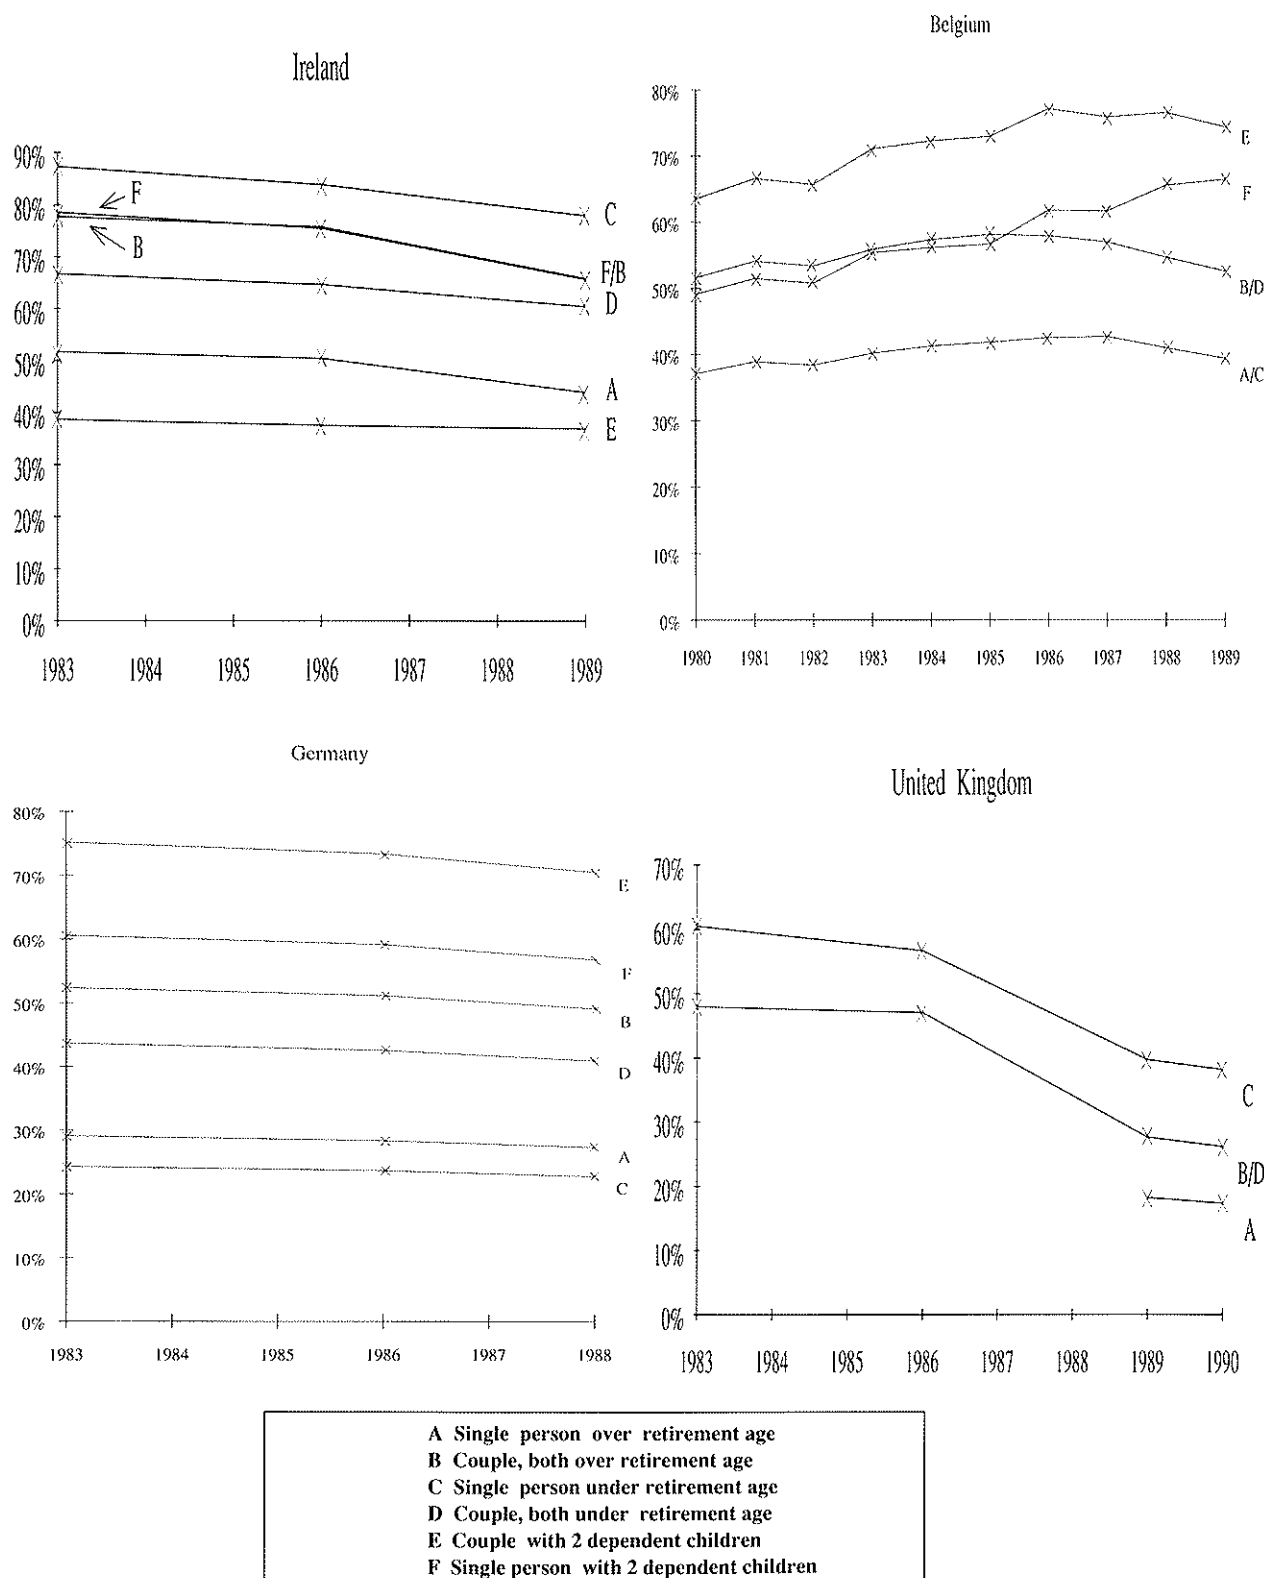 Ireland
90%
80%
70%
60%
50%
40%
30%
20%
10%
0%
F
B
C
F/B
D
A
E
1983 1984 1985 1986 1987 1988 1989
Belgium
80%
70%
60%
50%
40%
30%
20%
10%
0%
E
F
B/D
A/C
1980 1981 1982 1983 1984 1985 1986 1987 1988 1989
Germany
80%
70%
60%
50%
40%
30%
20%
10%
0%
E
F
B
D
A
C
1983 1984 1985 1986 1987 1988
United Kingdom
70%
60%
50%
40%
30%
20%
10%
0%
C
B/D
A
1983 1984 1985 1986 1987 1988 1989 1990
A Single person over retirement age
B Couple, both over retirement age
C Single person under retirement age
D Couple, both under retirement age
E Couple with 2 dependent children
F Single person with 2 dependent children